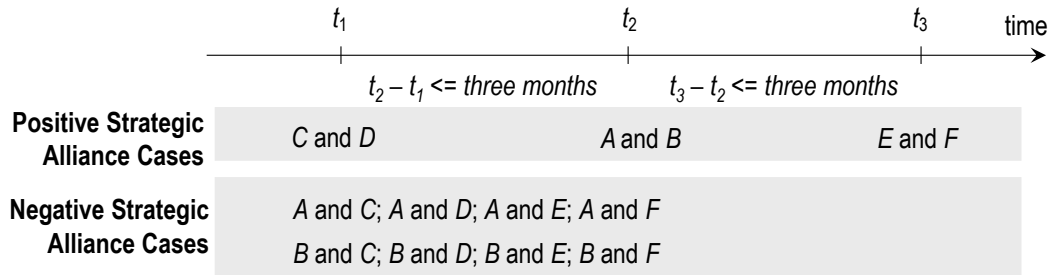 t1 t2 t3 time
t2 – t1 <= three months t3 – t2 <= three months
Positive Strategic
Alliance Cases
C and D A and B E and F
Negative Strategic
Alliance Cases
A and C; A and D; A and E; A and F
B and C; B and D; B and E; B and F